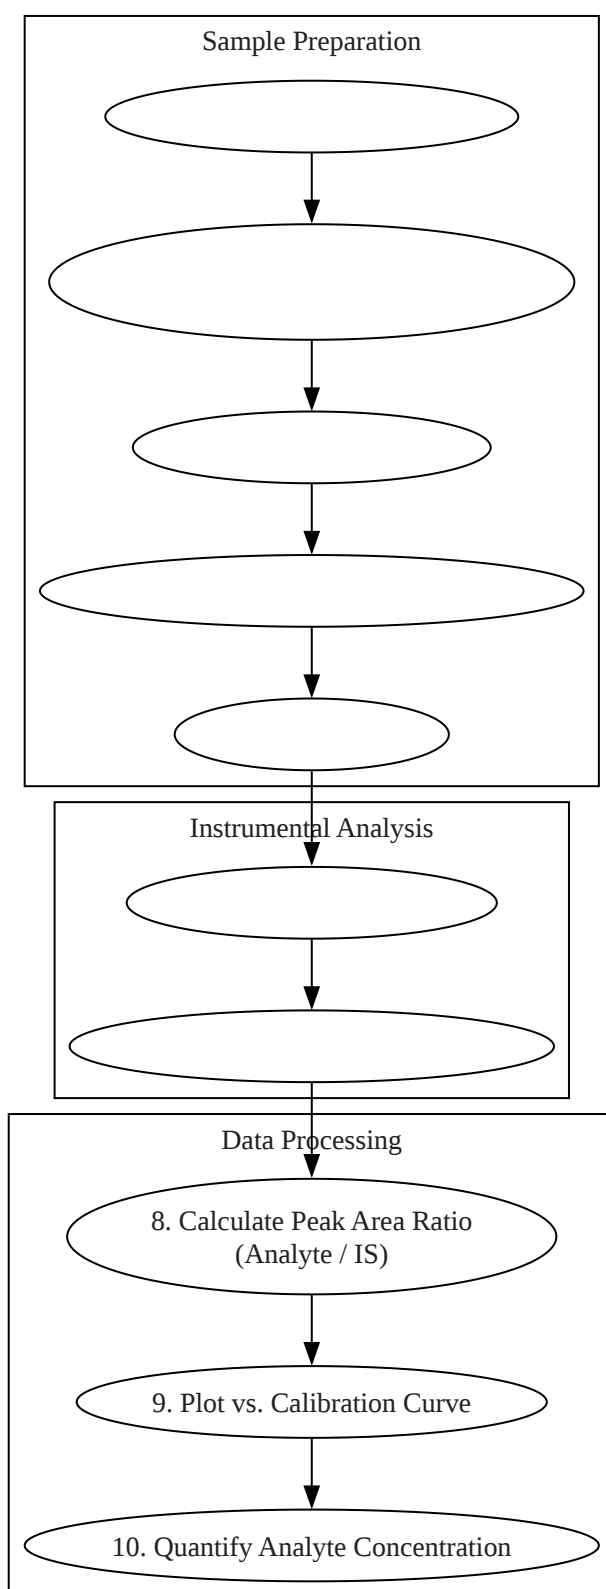 Sample Preparation
Instrumental Analysis
Data Processing
8. Calculate Peak Area Ratio
(Analyte / IS)
9. Plot vs. Calibration Curve
10. Quantify Analyte Concentration